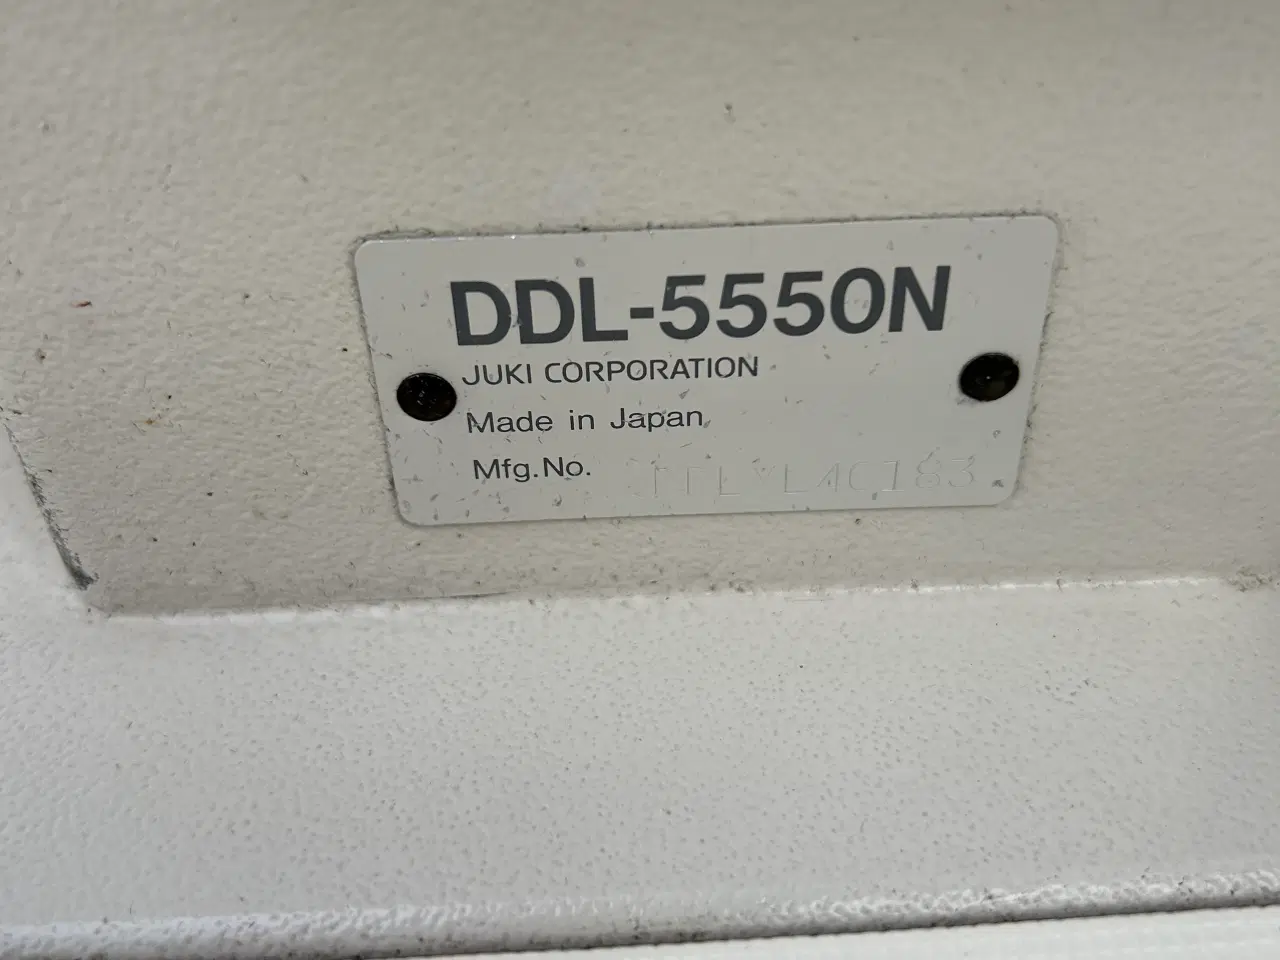 DDL-5550N
JUKI CORPORATION
Made in Japan
Mfg.No.